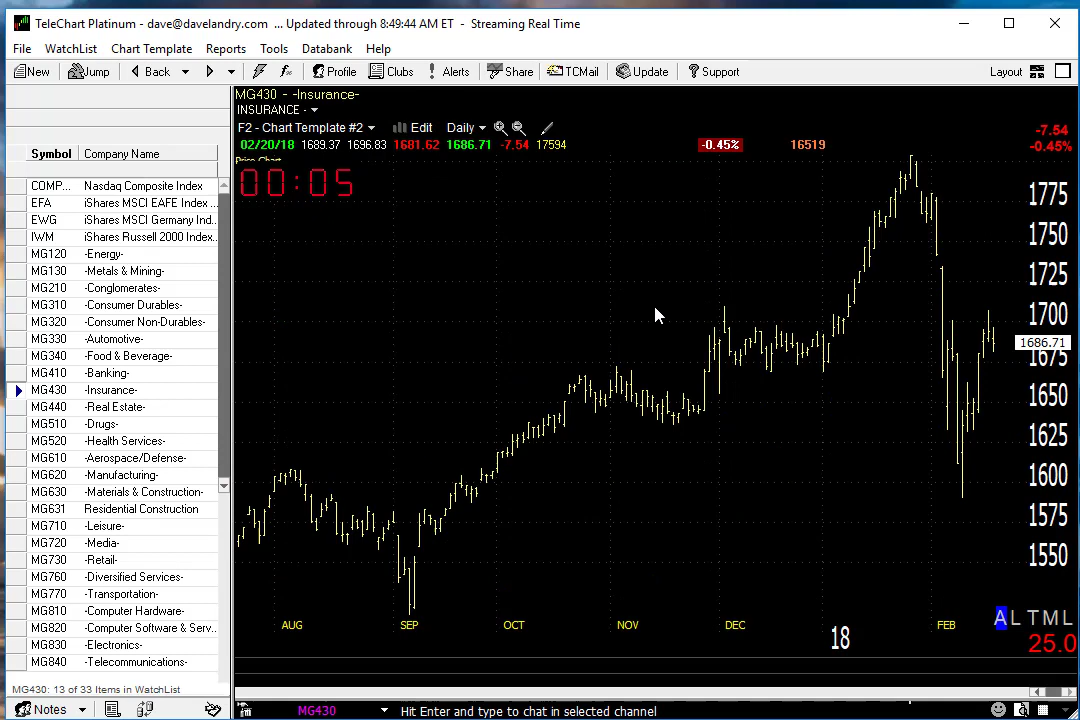 TeleChart Platinum - dave@davelandry.com ... Updated through 8:49:44 AM ET - Streaming Real Time
File WatchList Chart Template Reports Tools Databank Help
New Jump Back Profile Clubs Alerts Share TCMail Update Support Layout
MG430 - -Insurance-
INSURANCE -
F2 - Chart Template #2 Edit Daily
02/20/18 1689.37 1696.83 1681.62 1686.71 -7.54 17594 -0.45% 16519
-7.54
-0.45%
Price Chart
00:05
Symbol Company Name
COMP... Nasdaq Composite Index
EFA iShares MSCI EAFE Index ...
EWG iShares MSCI Germany Ind...
IWM iShares Russell 2000 Index...
MG120 -Energy-
MG130 -Metals & Mining-
MG210 -Conglomerates-
MG310 -Consumer Durables-
MG320 -Consumer Non-Durables-
MG330 -Automotive-
MG340 -Food & Beverage-
MG410 -Banking-
MG430 -Insurance-
MG440 -Real Estate-
MG510 -Drugs-
MG520 -Health Services-
MG610 -Aerospace/Defense-
MG620 -Manufacturing-
MG630 -Materials & Construction-
MG631 Residential Construction
MG710 -Leisure-
MG720 -Media-
MG730 -Retail-
MG760 -Diversified Services-
MG770 -Transportation-
MG810 -Computer Hardware-
MG820 -Computer Software & Serv...
MG830 -Electronics-
MG840 -Telecommunications-
MG430: 13 of 33 Items in WatchList
Notes
1775
1750
1725
1700
1686.71
1675
1650
1625
1600
1575
1550
A L T M L
AUG SEP OCT NOV DEC 18 FEB
25.0
MG430 Hit Enter and type to chat in selected channel